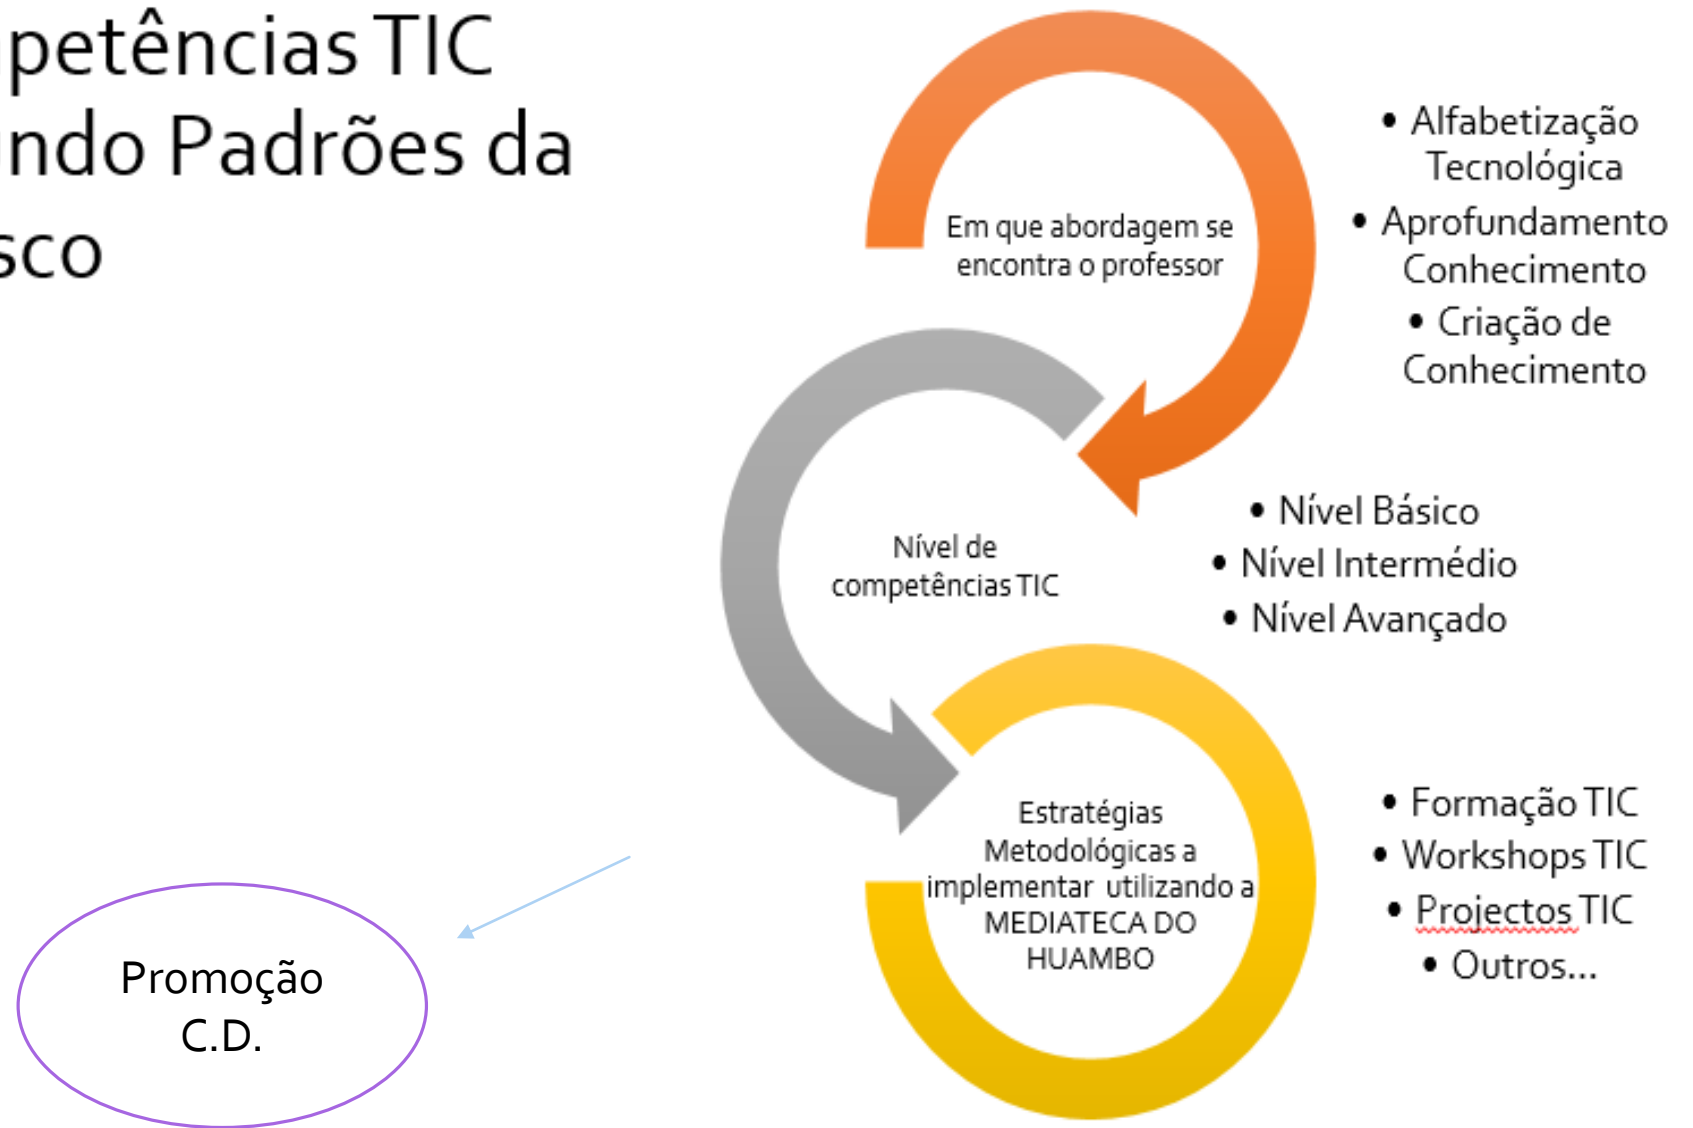 petências TIC
ndo Padrões da
sco
Em que abordagem se
encontra o professor
• Alfabetização
Tecnológica
• Aprofundamento
Conhecimento
• Criação de
Conhecimento
Nível de
competências TIC
• Nível Básico
• Nível Intermédio
• Nível Avançado
Estratégias
Metodológicas a
implementar utilizando a
MEDIATECA DO
HUAMBO
• Formação TIC
• Workshops TIC
• Projectos TIC
• Outros...
Promoção
C.D.